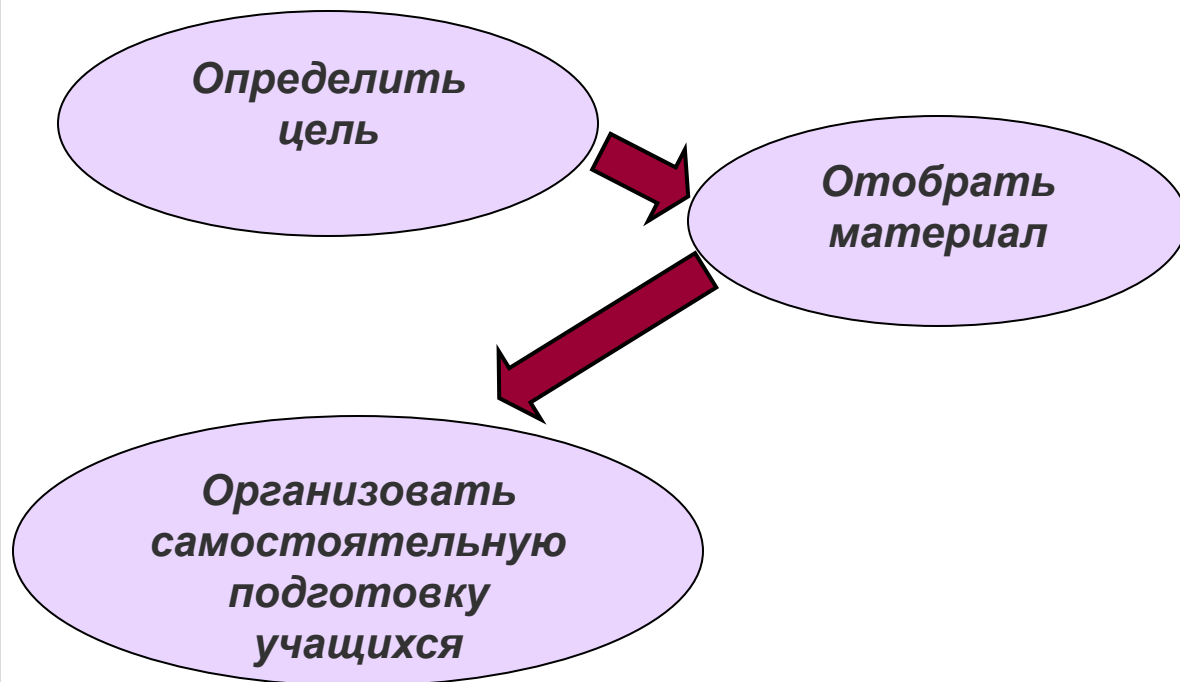 Определить
цель
Отобрать
материал
Организовать
самостоятельную
подготовку
учащихся